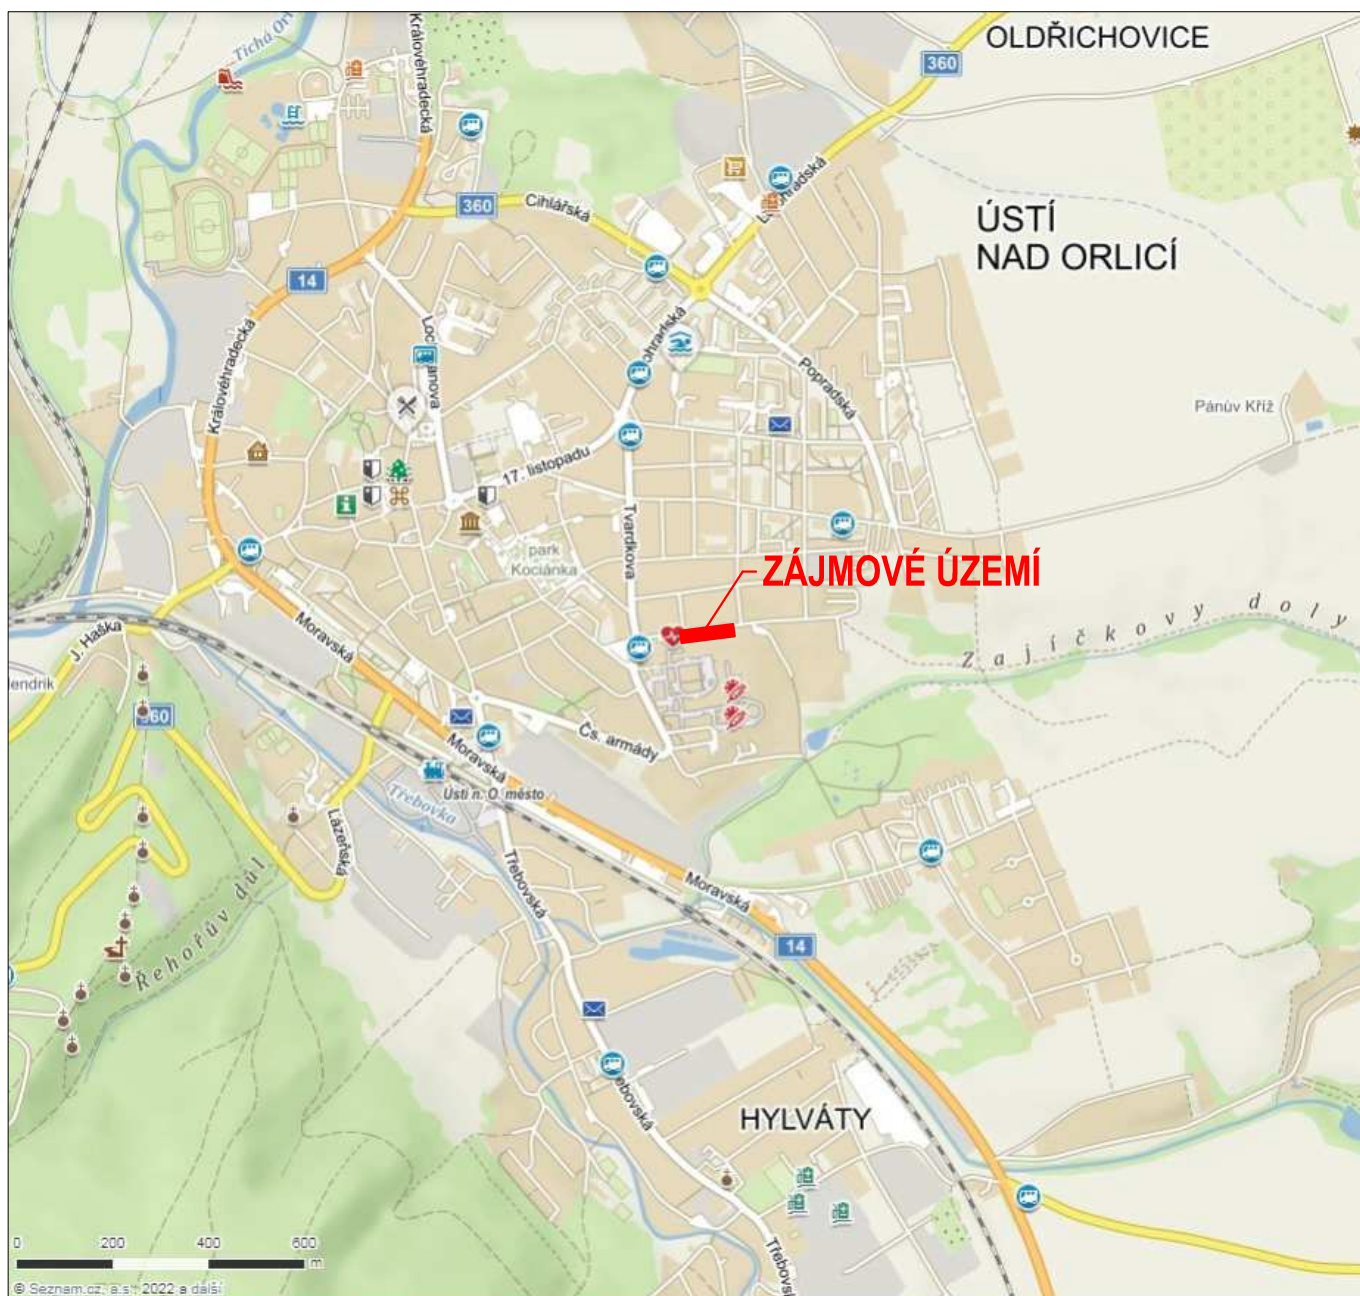 OLDŘICHOVICE
Tichá Orl
Královéhradecká
360
Cihlářská
360
ÚSTÍ
NAD ORLICÍ
14
Královéhradecká
Popradská
Pánův Kříž
17. listopadu
Tvardkova
park
Kociánka
ZÁJMOVÉ ÚZEMÍ
Zajíčkovy doly
J. Haška
Moravská
lendrik
360
Čs. armády
Moravská
Ústí n. O. město
Třebovka
Lázeňská
Třebovská
Moravská
Řehořův důl
14
HYLVÁTY
Třebovsk
0 200 400 600
m
© Seznam.cz, a.s., 2022 a další